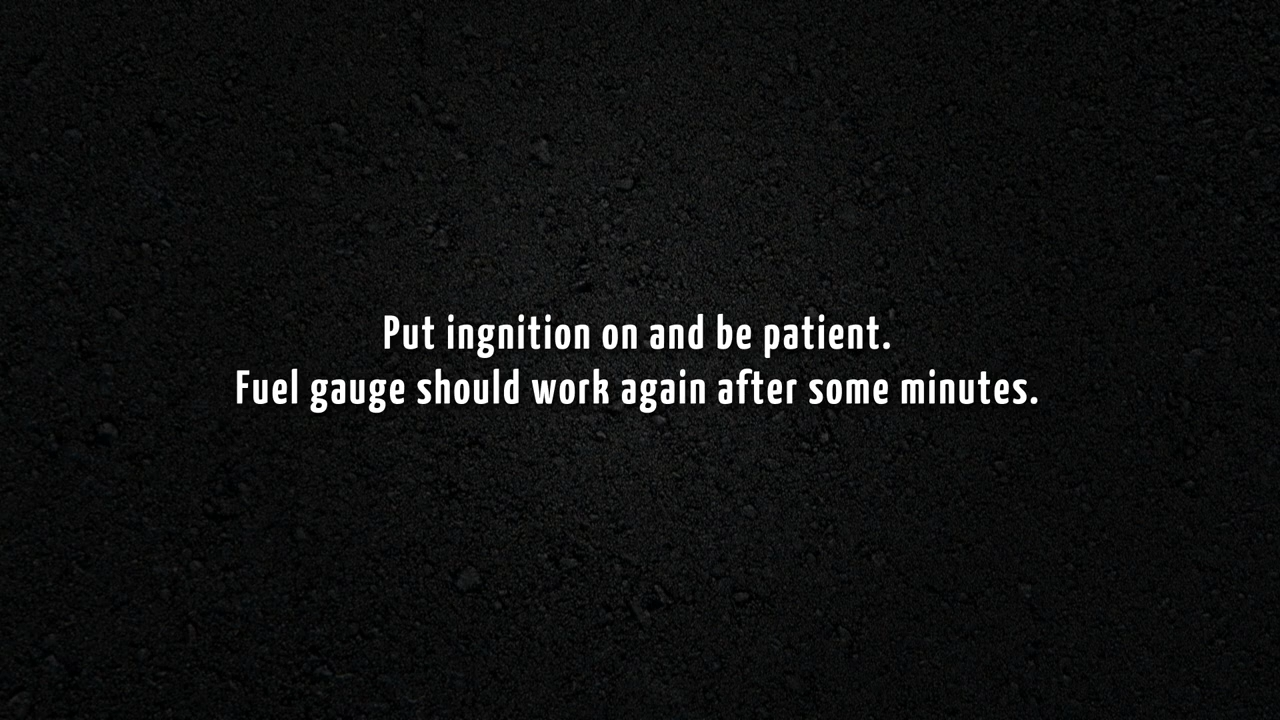 Put ingnition on and be patient.
Fuel gauge should work again after some minutes.